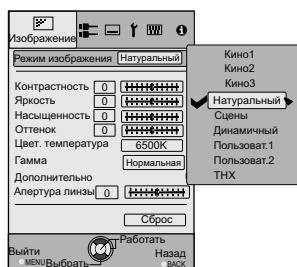 Изображение
Режим изображения Натуральный
Контрастность 0
Яркость 0
Насыщенность 0
Оттенок 0
Цвет. температура 6500K
Гамма Нормальная
Дополнительно
Апертура линзы 0
Сброс
Выйти
MENU
Выбрать
Работать
Назад
BACK
Кино1
Кино2
Кино3
Натуральный
Сцены
Динамичный
Пользоват.1
Пользоват.2
THX